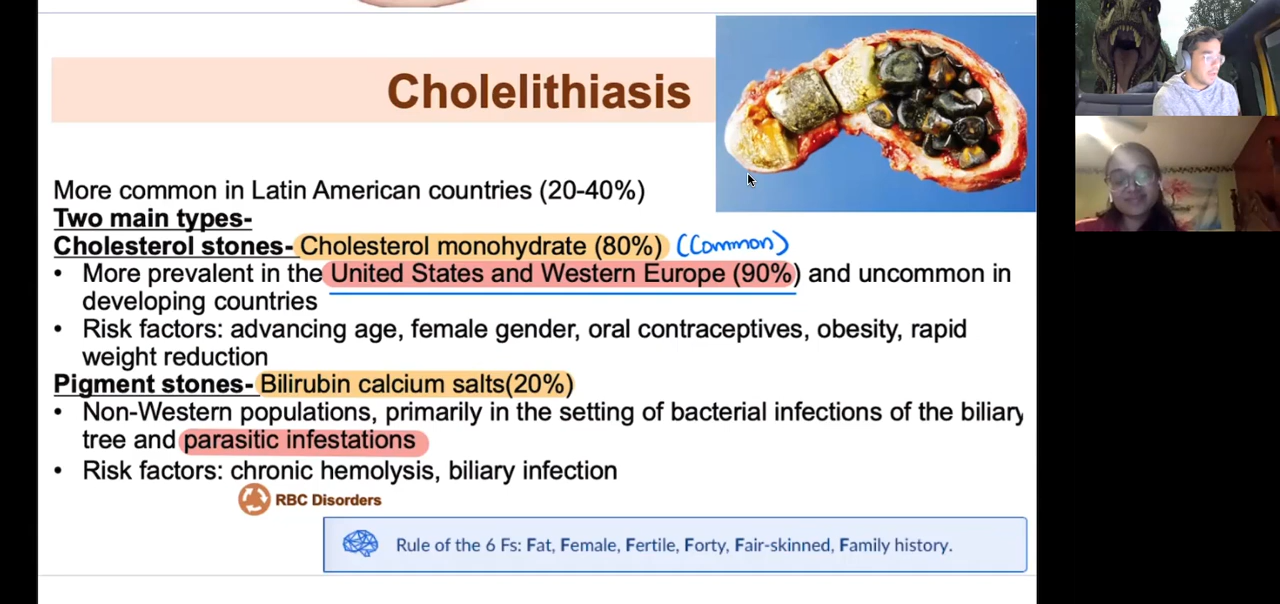 Cholelithiasis
More common in Latin American countries (20-40%)
Two main types-
Cholesterol stones- Cholesterol monohydrate (80%) (Common)
• More prevalent in the United States and Western Europe (90%) and uncommon in
developing countries
• Risk factors: advancing age, female gender, oral contraceptives, obesity, rapid
weight reduction
Pigment stones- Bilirubin calcium salts(20%)
• Non-Western populations, primarily in the setting of bacterial infections of the biliary
tree and parasitic infestations
• Risk factors: chronic hemolysis, biliary infection
RBC Disorders
Rule of the 6 Fs: Fat, Female, Fertile, Forty, Fair-skinned, Family history.